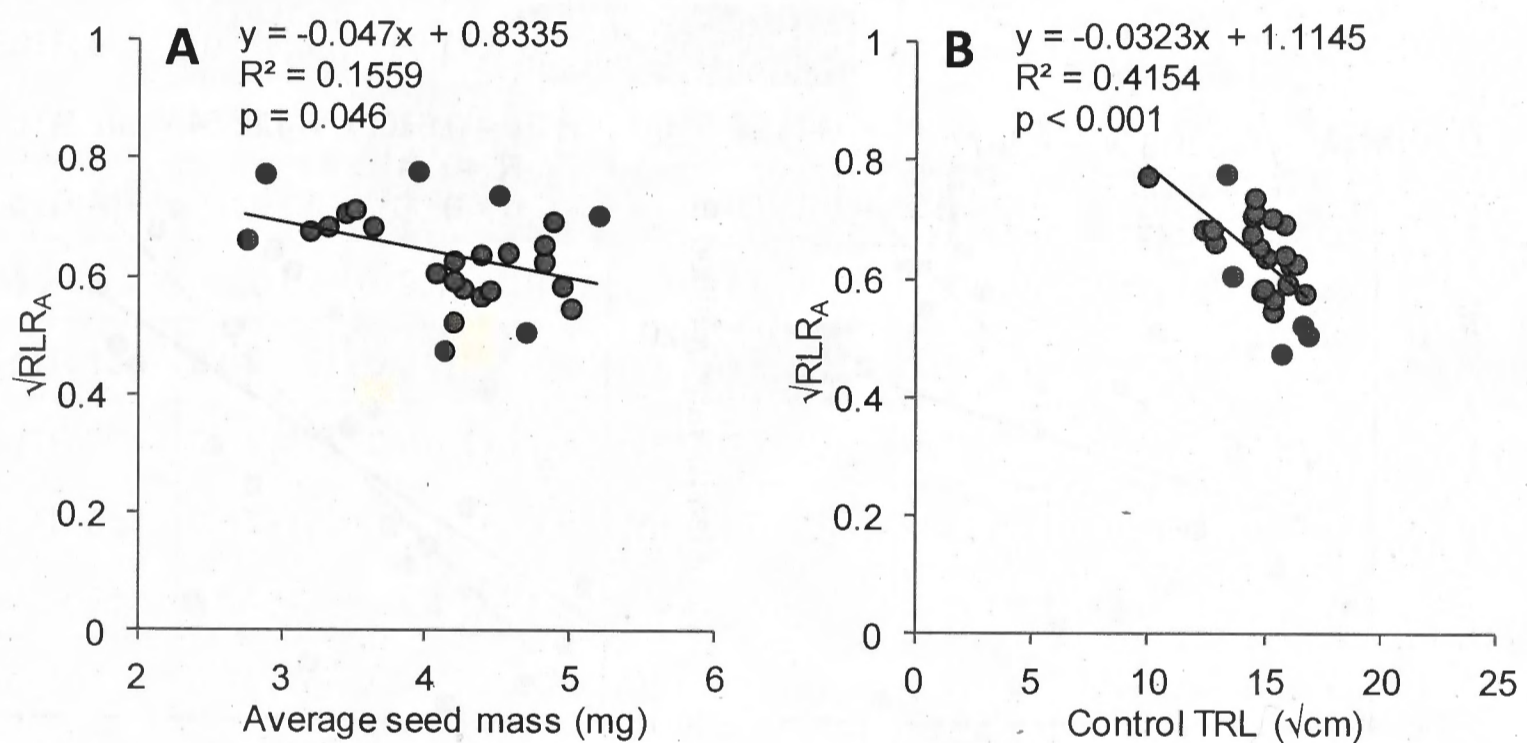 A
y = -0.047x + 0.8335
R² = 0.1559
p = 0.046
1
0.8
0.6
0.4
0.2
0
√RLR_A
2 3 4 5 6
Average seed mass (mg)
B
y = -0.0323x + 1.1145
R² = 0.4154
p < 0.001
1
0.8
0.6
0.4
0.2
0
√RLR_A
0 5 10 15 20 25
Control TRL (√cm)